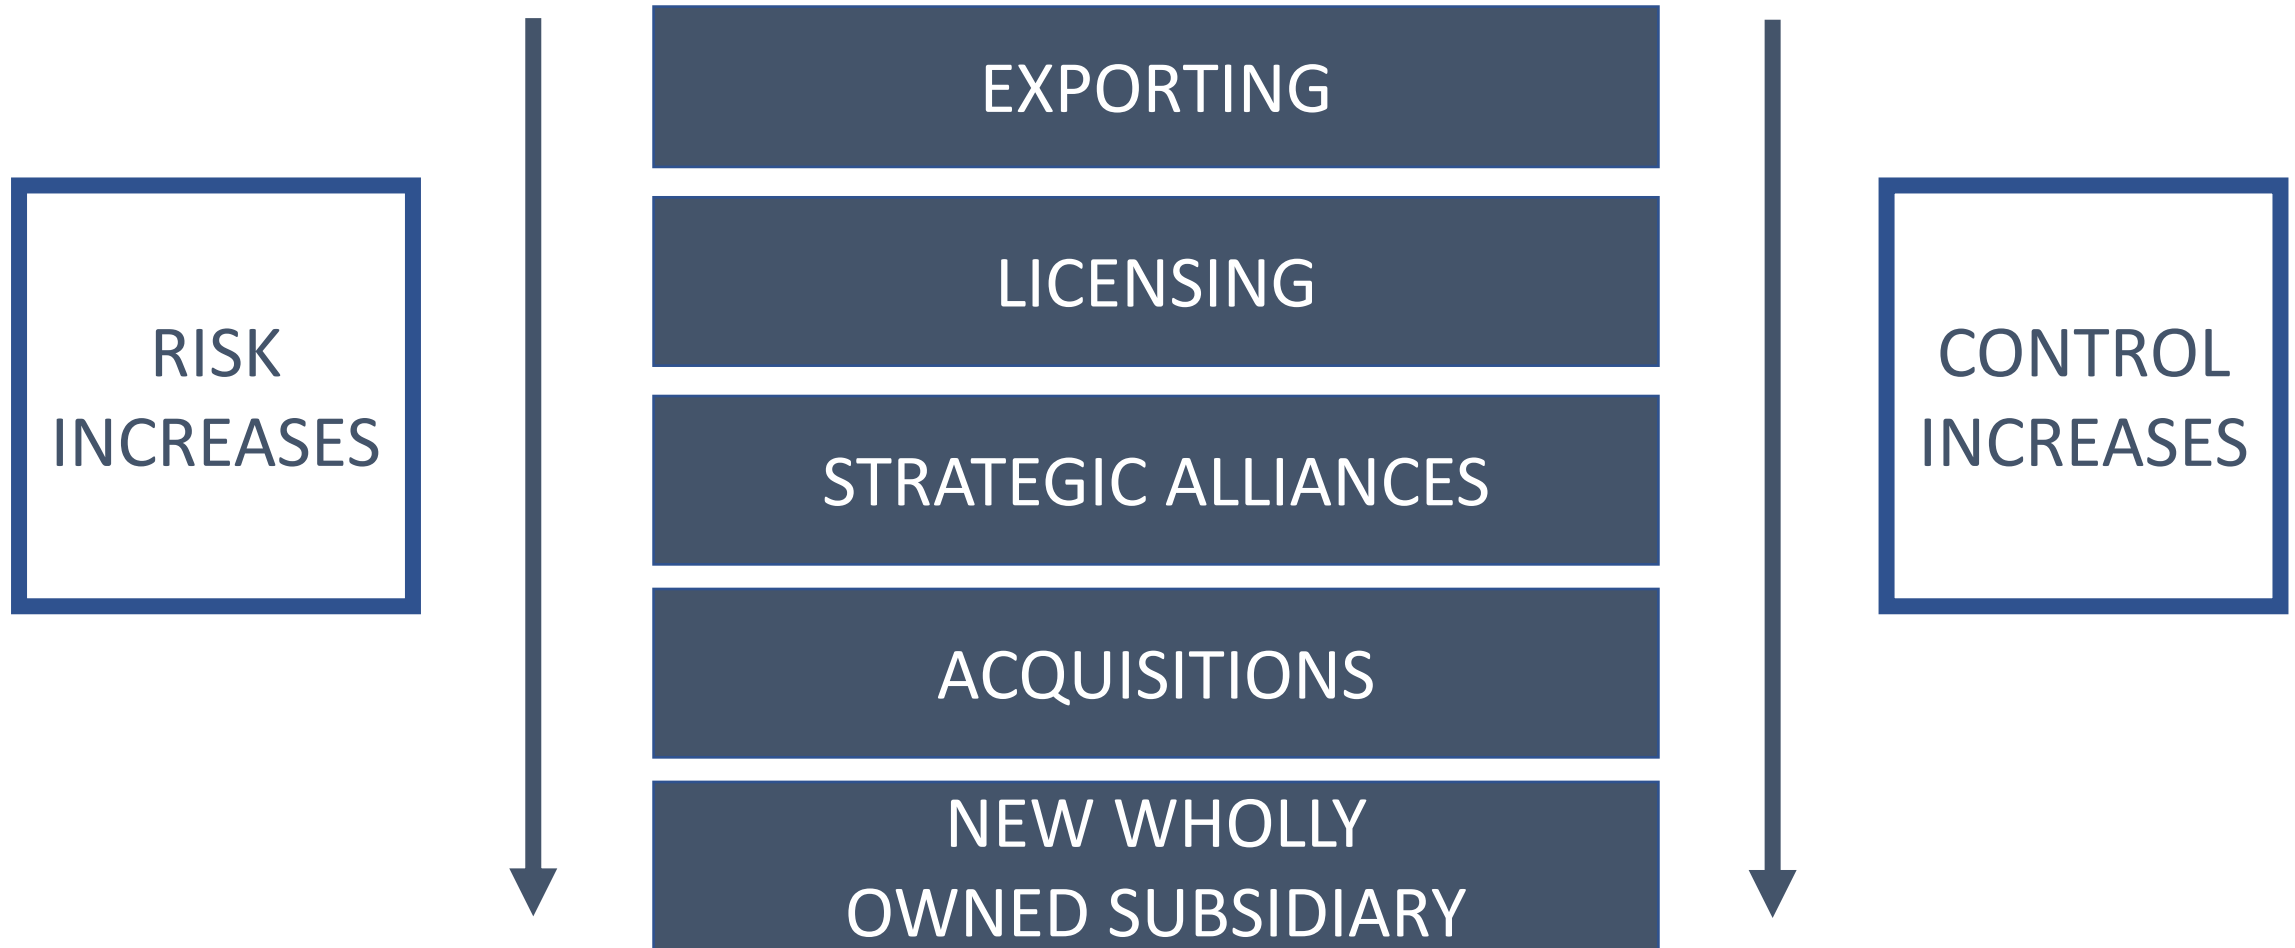 EXPORTING
LICENSING
RISK
INCREASES
CONTROL
INCREASES
STRATEGIC ALLIANCES
ACQUISITIONS
NEW WHOLLY
OWNED SUBSIDIARY